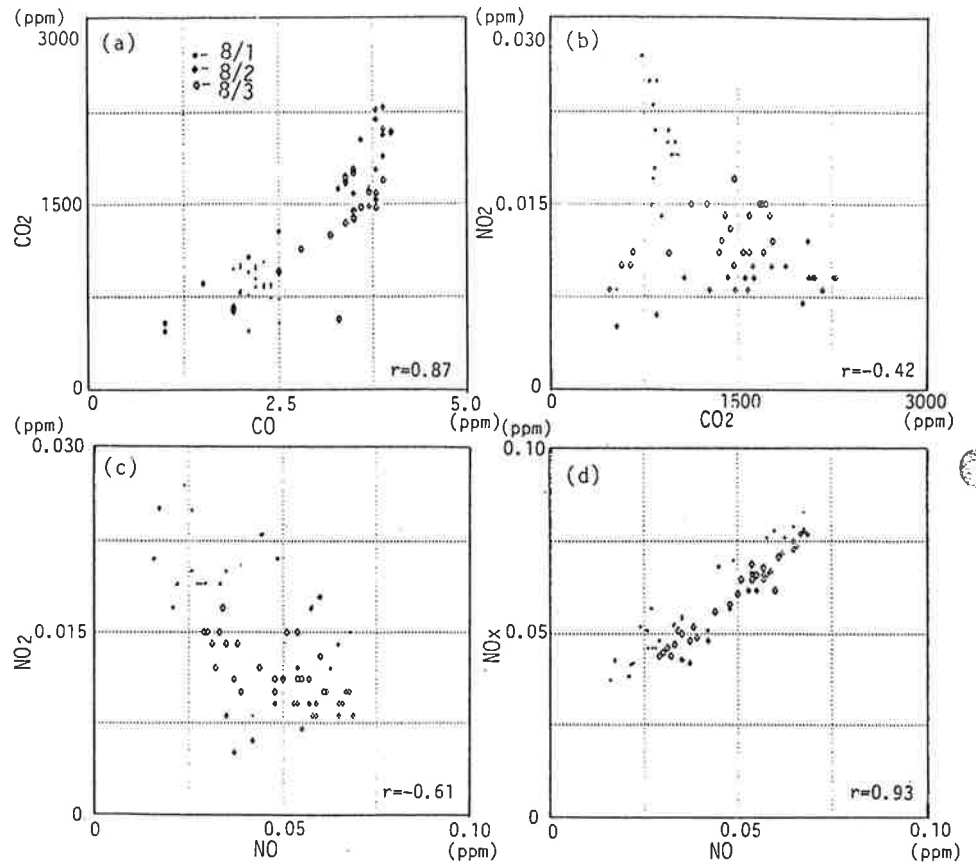 (ppm)
3000
(a)
8/1
8/2
8/3
CO2
1500
0
r=0.87
0
2.5
5.0
CO
(ppm)
(ppm)
0.030
(b)
NO2
0.015
0
r=-0.42
0
1500
3000
CO2
(ppm)
(ppm)
0.030
(c)
NO2
0.015
0
r=-0.61
0
0.05
0.10
NO
(ppm)
(ppm)
0.10
(d)
NOx
0.05
0
r=0.93
0
0.05
0.10
NO
(ppm)